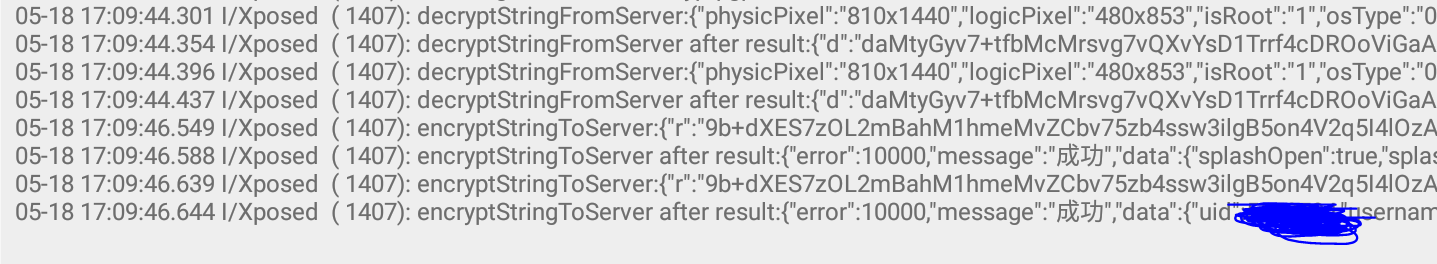 05-18 17:09:44.301 I/Xposed ( 1407): decryptStringFromServer:{"physicPixel":"810x1440","logicPixel":"480x853","isRoot":"1","osType":"0
05-18 17:09:44.354 I/Xposed ( 1407): decryptStringFromServer after result:{"d":"daMtyGyv7+tfbMcMrsvg7vQXvYsD1Trrf4cDROoViGaA
05-18 17:09:44.396 I/Xposed ( 1407): decryptStringFromServer:{"physicPixel":"810x1440","logicPixel":"480x853","isRoot":"1","osType":"0
05-18 17:09:44.437 I/Xposed ( 1407): decryptStringFromServer after result:{"d":"daMtyGyv7+tfbMcMrsvg7vQXvYsD1Trrf4cDROoViGaA
05-18 17:09:46.549 I/Xposed ( 1407): encryptStringToServer:{"r":"9b+dXES7zOL2mBahM1hmeMvZCbv75zb4ssw3ilgB5on4V2q5I4lOzA
05-18 17:09:46.588 I/Xposed ( 1407): encryptStringToServer after result:{"error":10000,"message":"成功","data":{"splashOpen":true,"splas
05-18 17:09:46.639 I/Xposed ( 1407): encryptStringToServer:{"r":"9b+dXES7zOL2mBahM1hmeMvZCbv75zb4ssw3ilgB5on4V2q5I4lOzA
05-18 17:09:46.644 I/Xposed ( 1407): encryptStringToServer after result:{"error":10000,"message":"成功","data":{"uid" "usernam